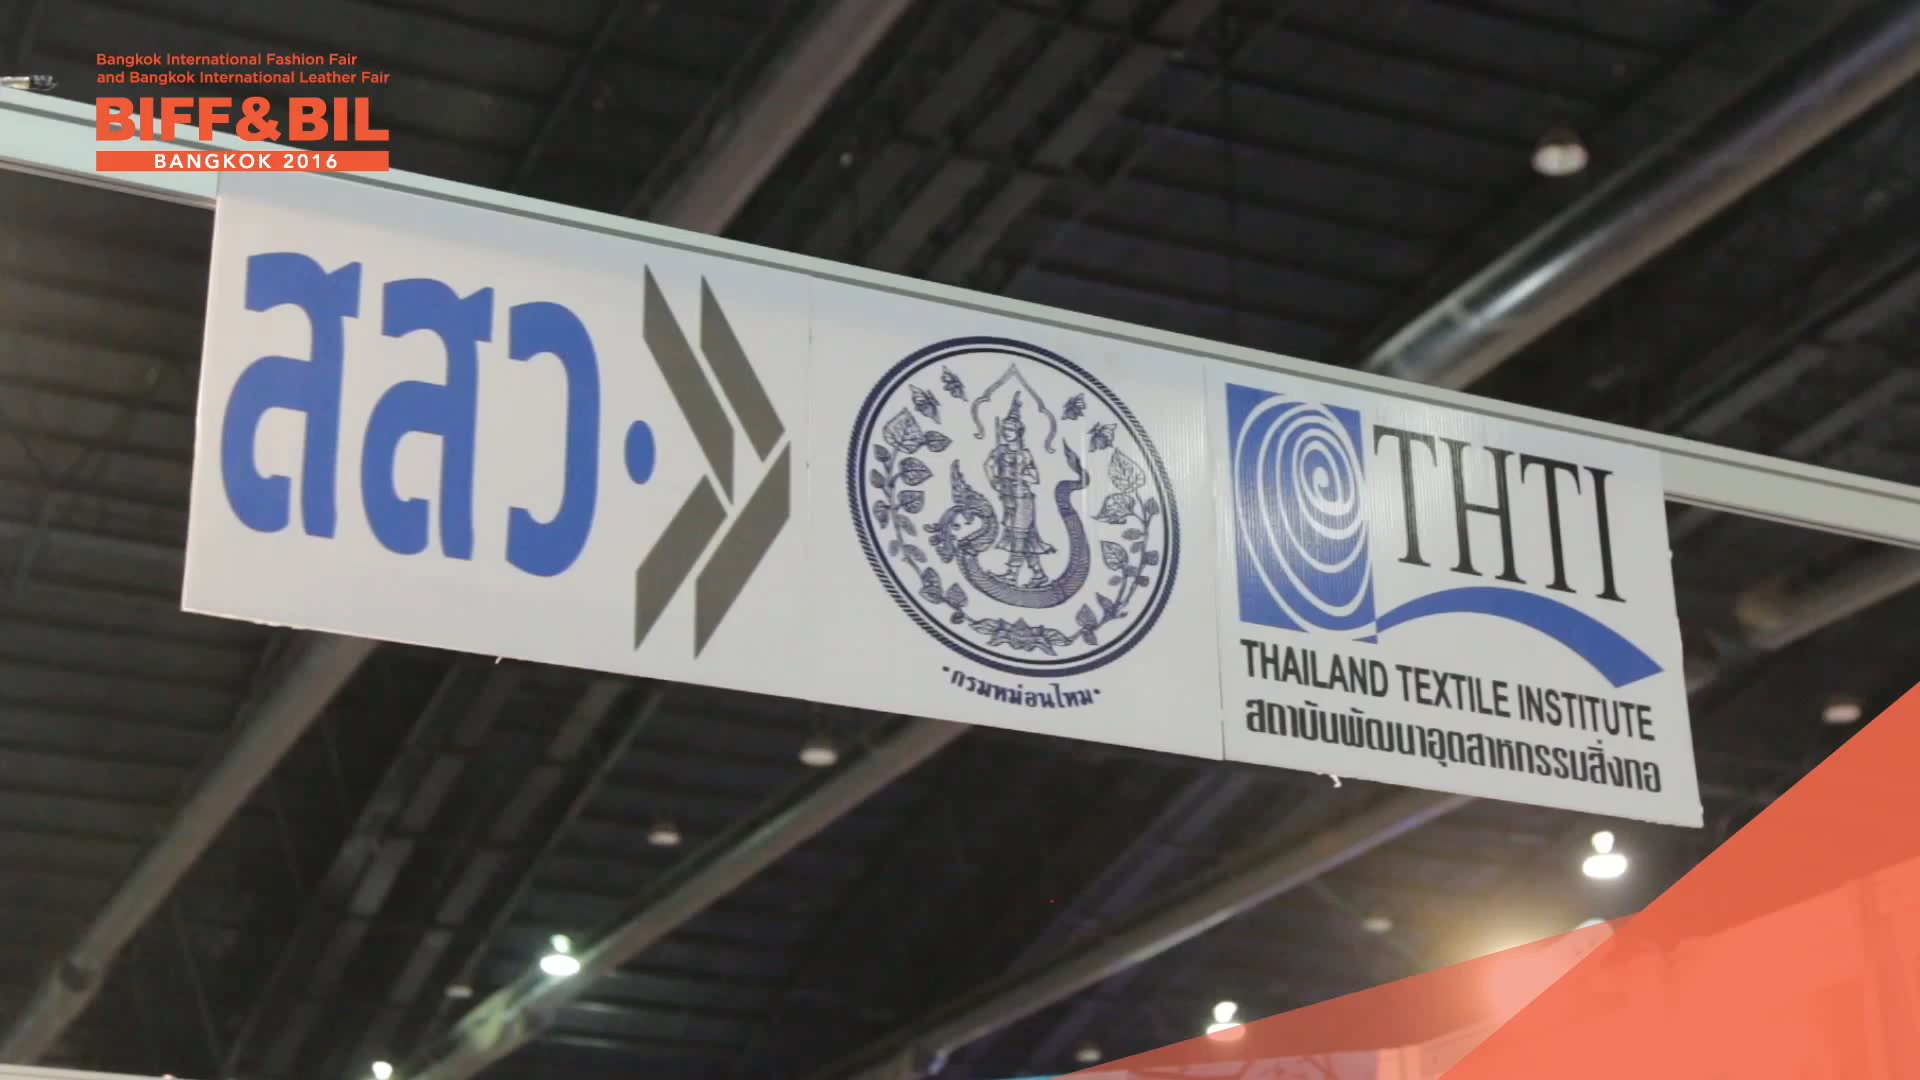 Bangkok International Fashion Fair
and Bangkok International Leather Fair
BIFF&BIL
BANGKOK 2016
สสว.
•กรมหม่อนไหม•
THTI
THAILAND TEXTILE INSTITUTE
สถาบันพัฒนาอุตสาหกรรมสิ่งทอ